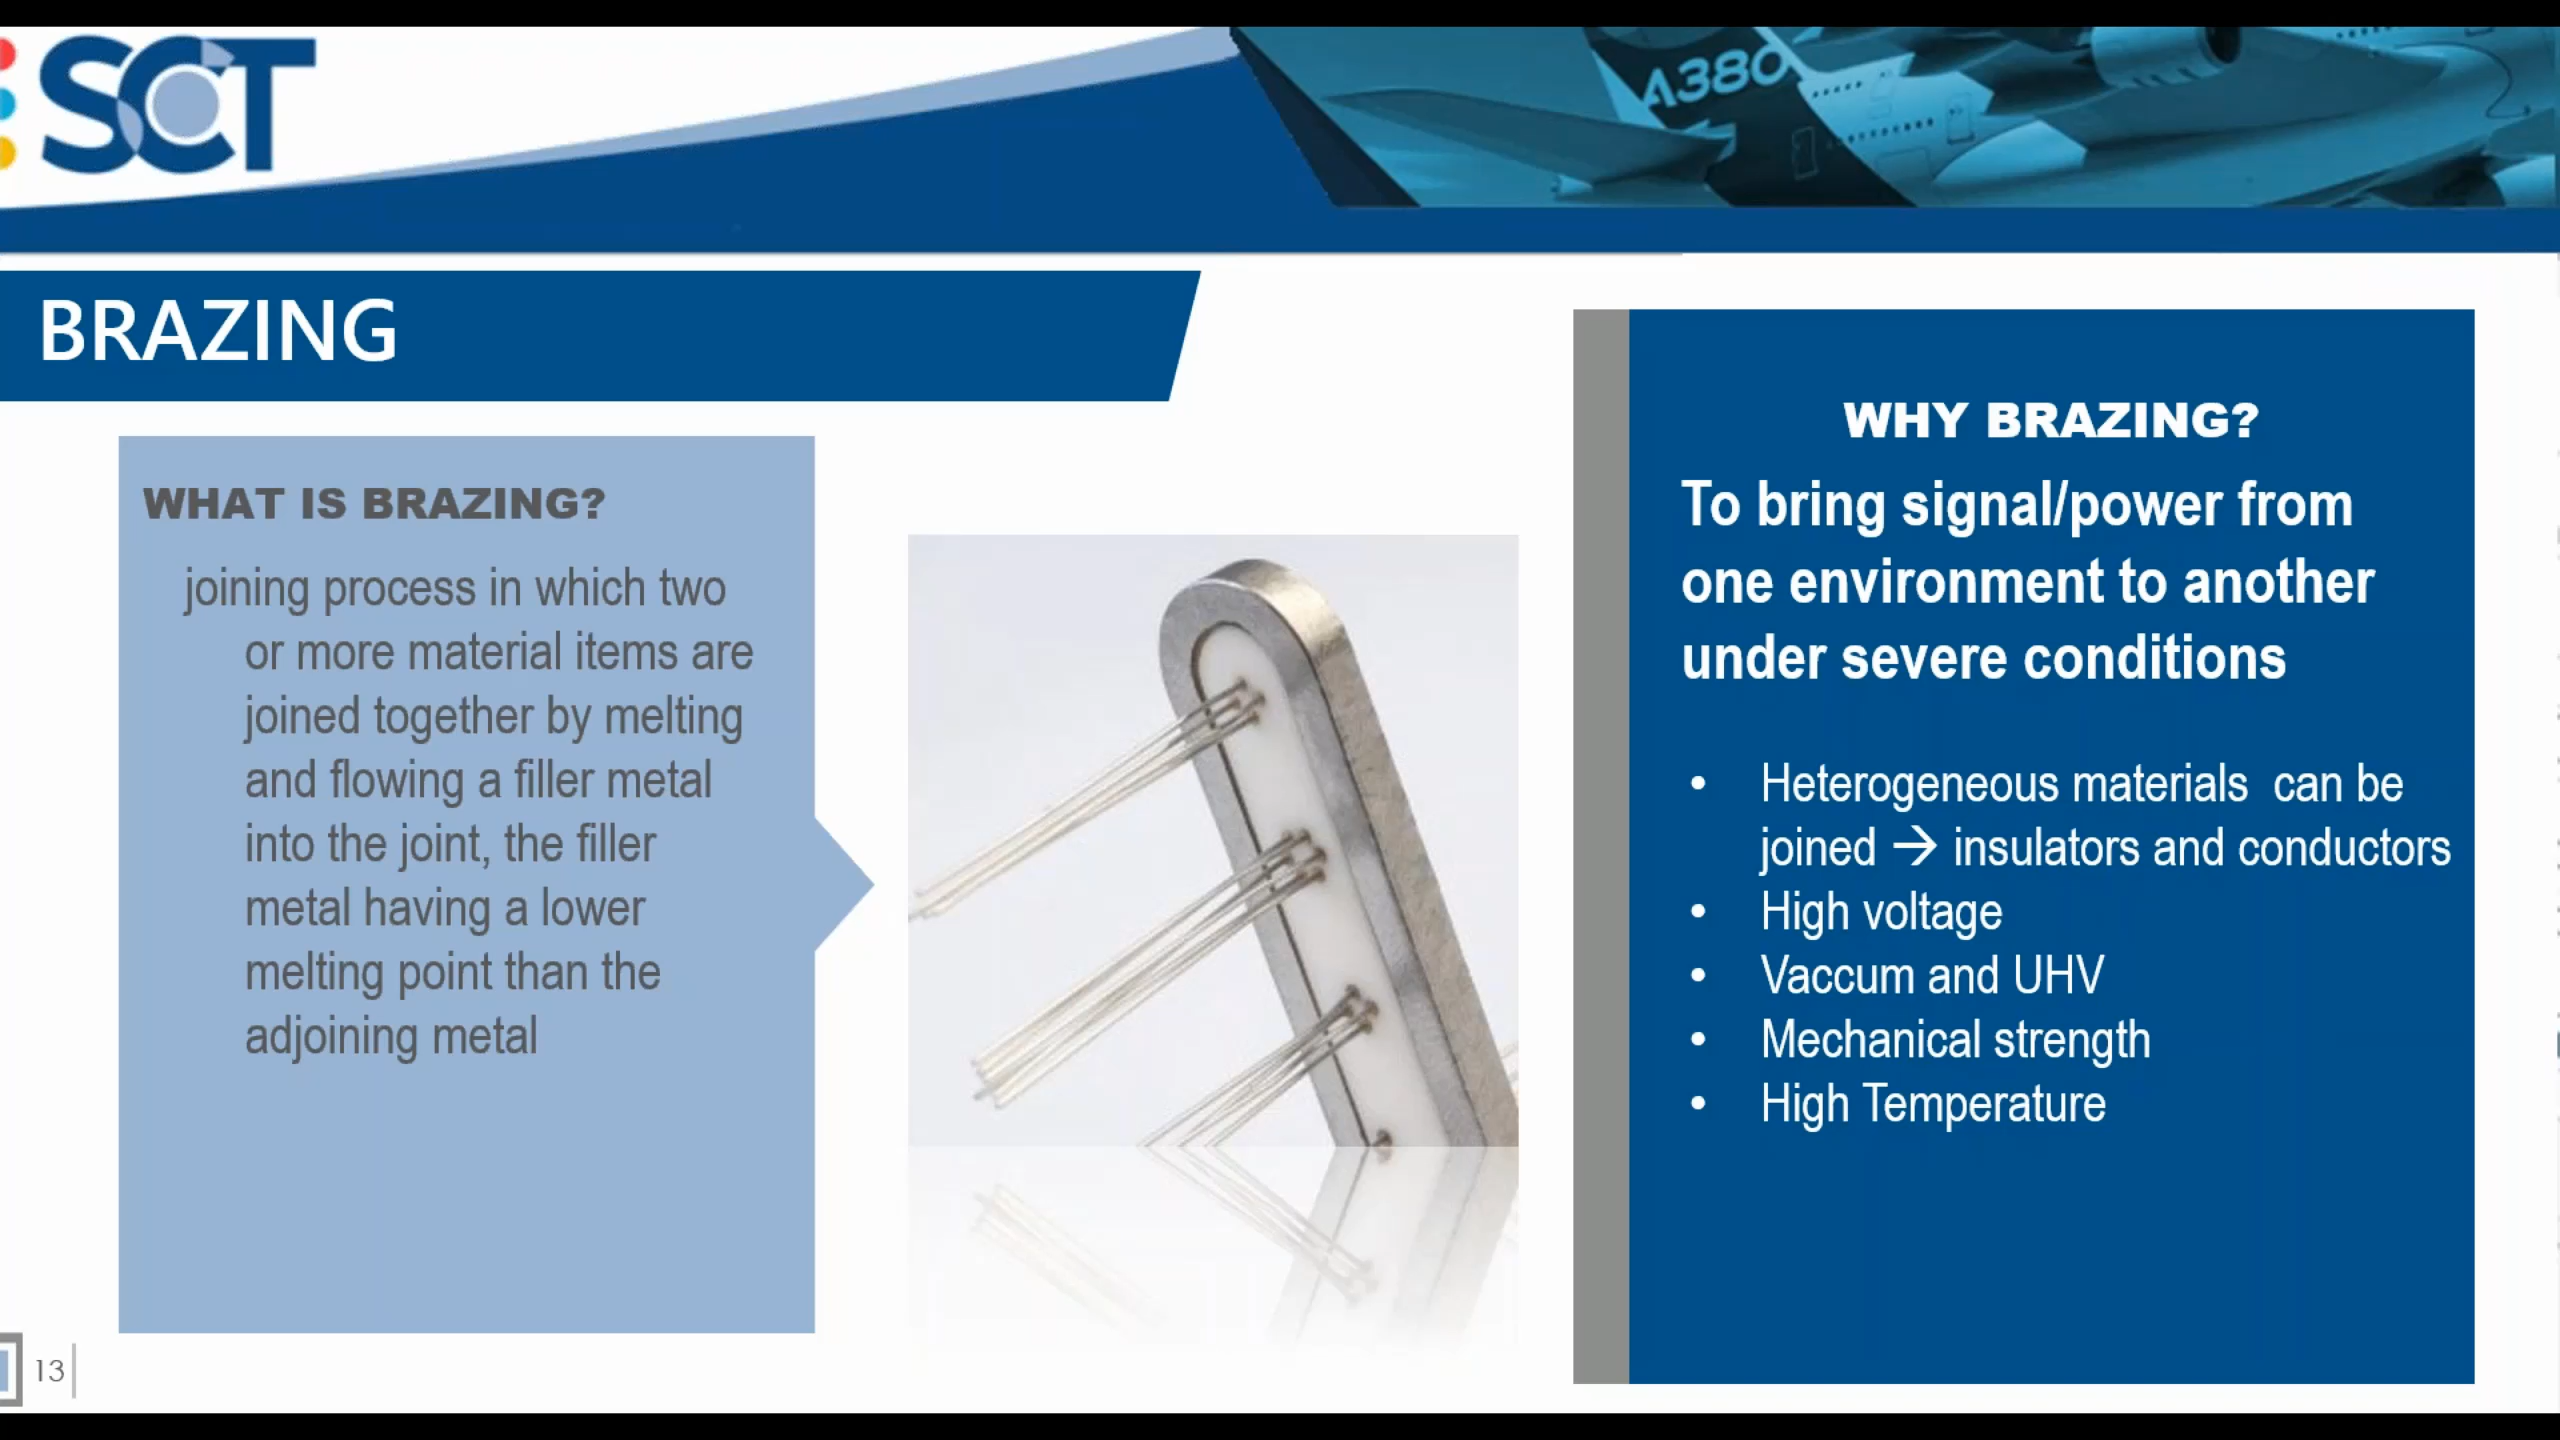 SCT
A380
BRAZING
WHAT IS BRAZING?
joining process in which two
or more material items are
joined together by melting
and flowing a filler metal
into the joint, the filler
metal having a lower
melting point than the
adjoining metal
WHY BRAZING?
To bring signal/power from
one environment to another
under severe conditions
• Heterogeneous materials  can be
joined → insulators and conductors
• High voltage
• Vaccum and UHV
• Mechanical strength
• High Temperature
13